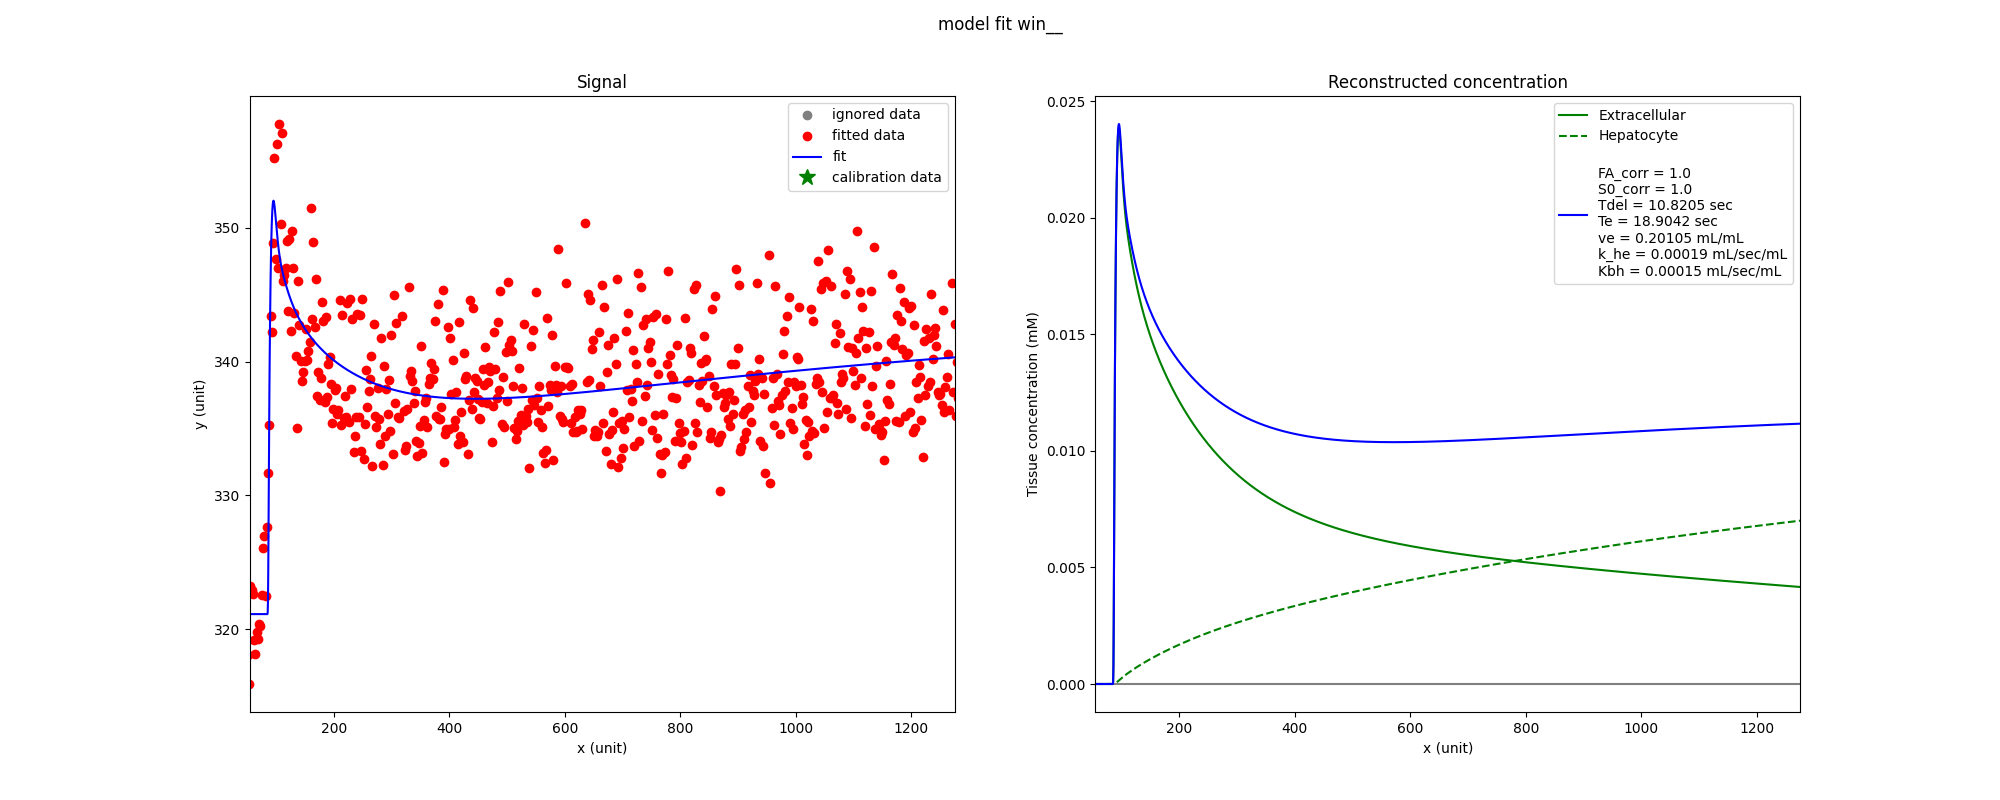 model fit win__
Signal
y (unit)
350
340
330
320
200
400
600
800
1000
1200
x (unit)
ignored data
fitted data
fit
calibration data
Reconstructed concentration
Tissue concentration (mM)
0.025
0.020
0.015
0.010
0.005
0.000
200
400
600
800
1000
1200
x (unit)
Extracellular
Hepatocyte
FA_corr = 1.0
S0_corr = 1.0
Tdel = 10.8205 sec
Te = 18.9042 sec
ve = 0.20105 mL/mL
k_he = 0.00019 mL/sec/mL
Kbh = 0.00015 mL/sec/mL